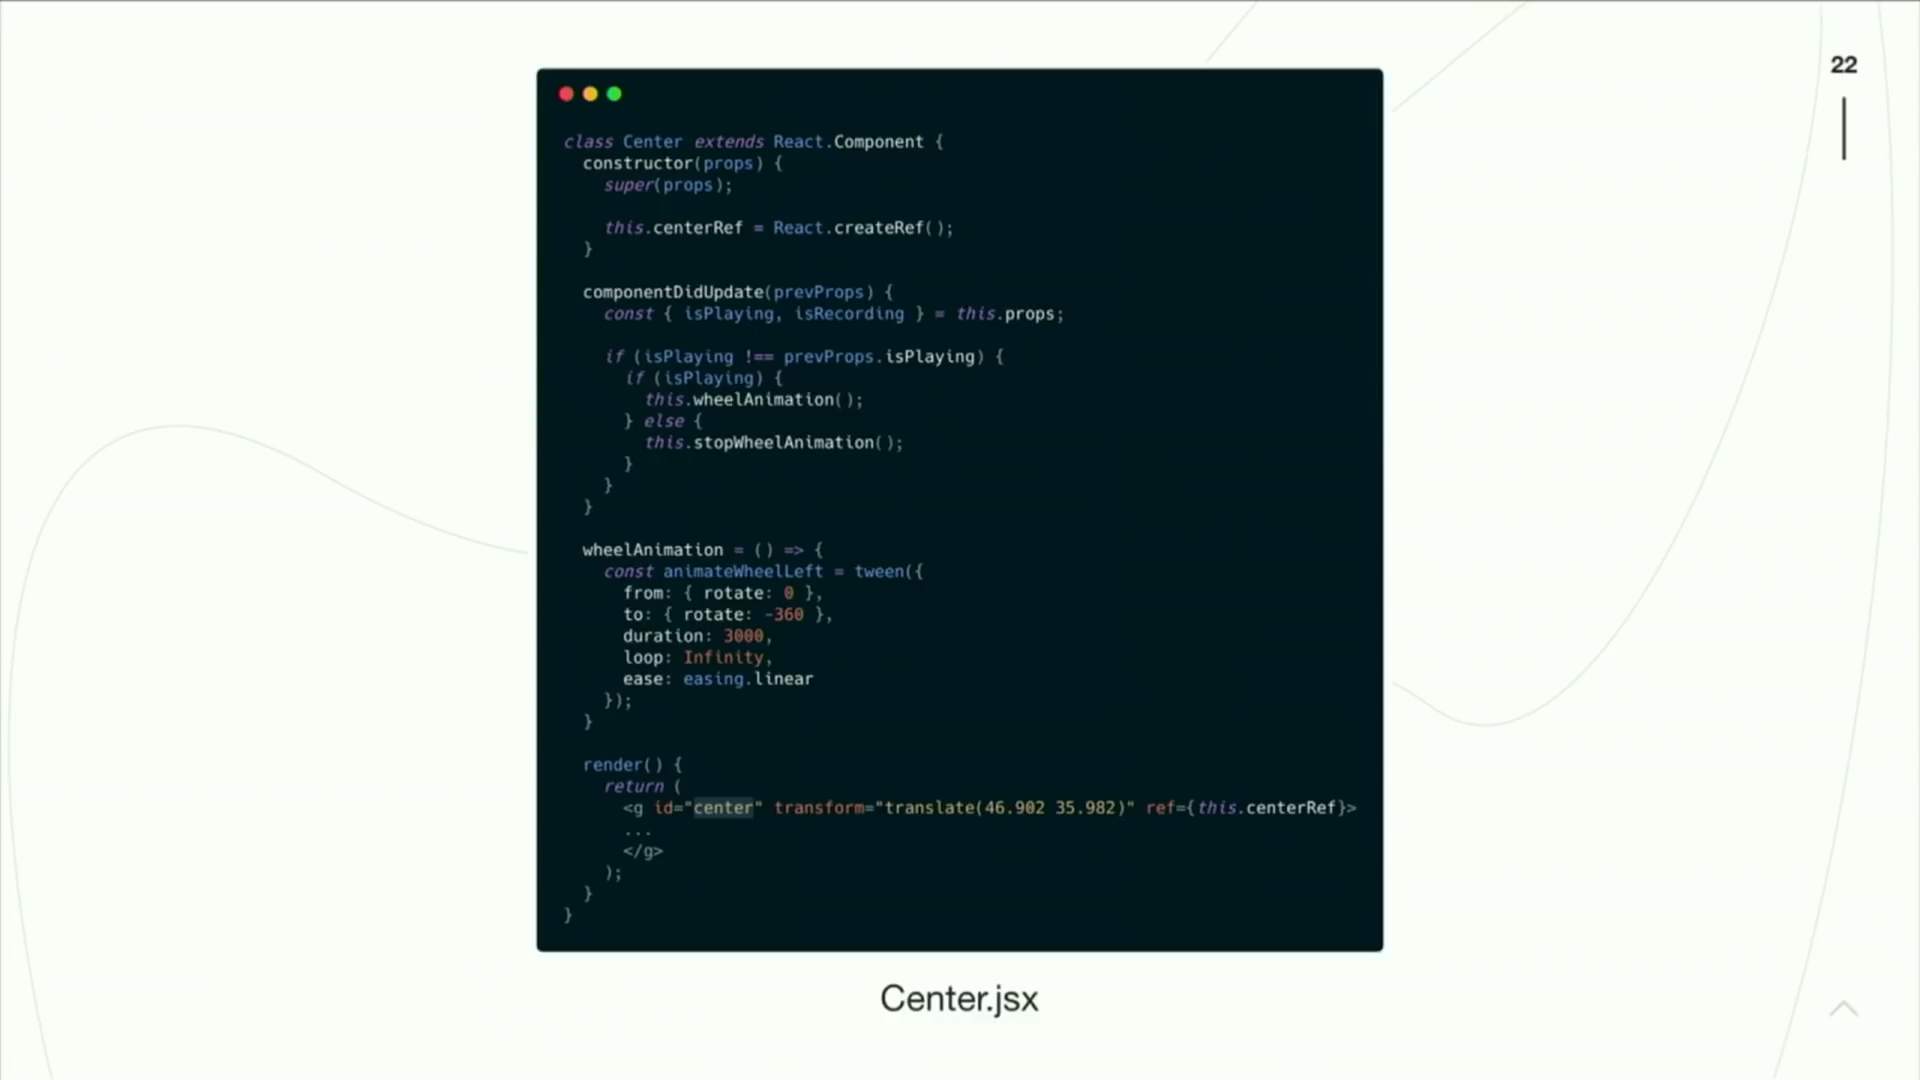 22
class Center extends React.Component {
constructor(props) {
super(props);
this.centerRef = React.createRef();
}
componentDidUpdate(prevProps) {
const { isPlaying, isRecording } = this.props;
if (isPlaying !== prevProps.isPlaying) {
if (isPlaying) {
this.wheelAnimation();
} else {
this.stopWheelAnimation();
}
}
}
wheelAnimation = () => {
const animateWheelLeft = tween({
from: { rotate: 0 },
to: { rotate: -360 },
duration: 3000,
loop: Infinity,
ease: easing.linear
});
}
render() {
return (
<g id="center" transform="translate(46.902 35.982)" ref={this.centerRef}>
...
</g>
);
}
}
Center.jsx